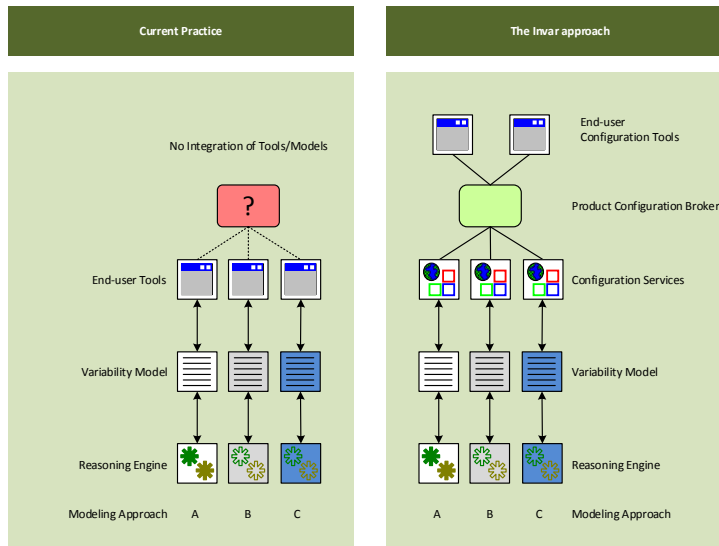 Current Practice
No Integration of Tools/Models
?
End-user Tools
Variability Model
Reasoning Engine
Modeling Approach A B C
The Invar approach
End-user
Configuration Tools
Product Configuration Broker
Configuration Services
Variability Model
Reasoning Engine
A B C Modeling Approach